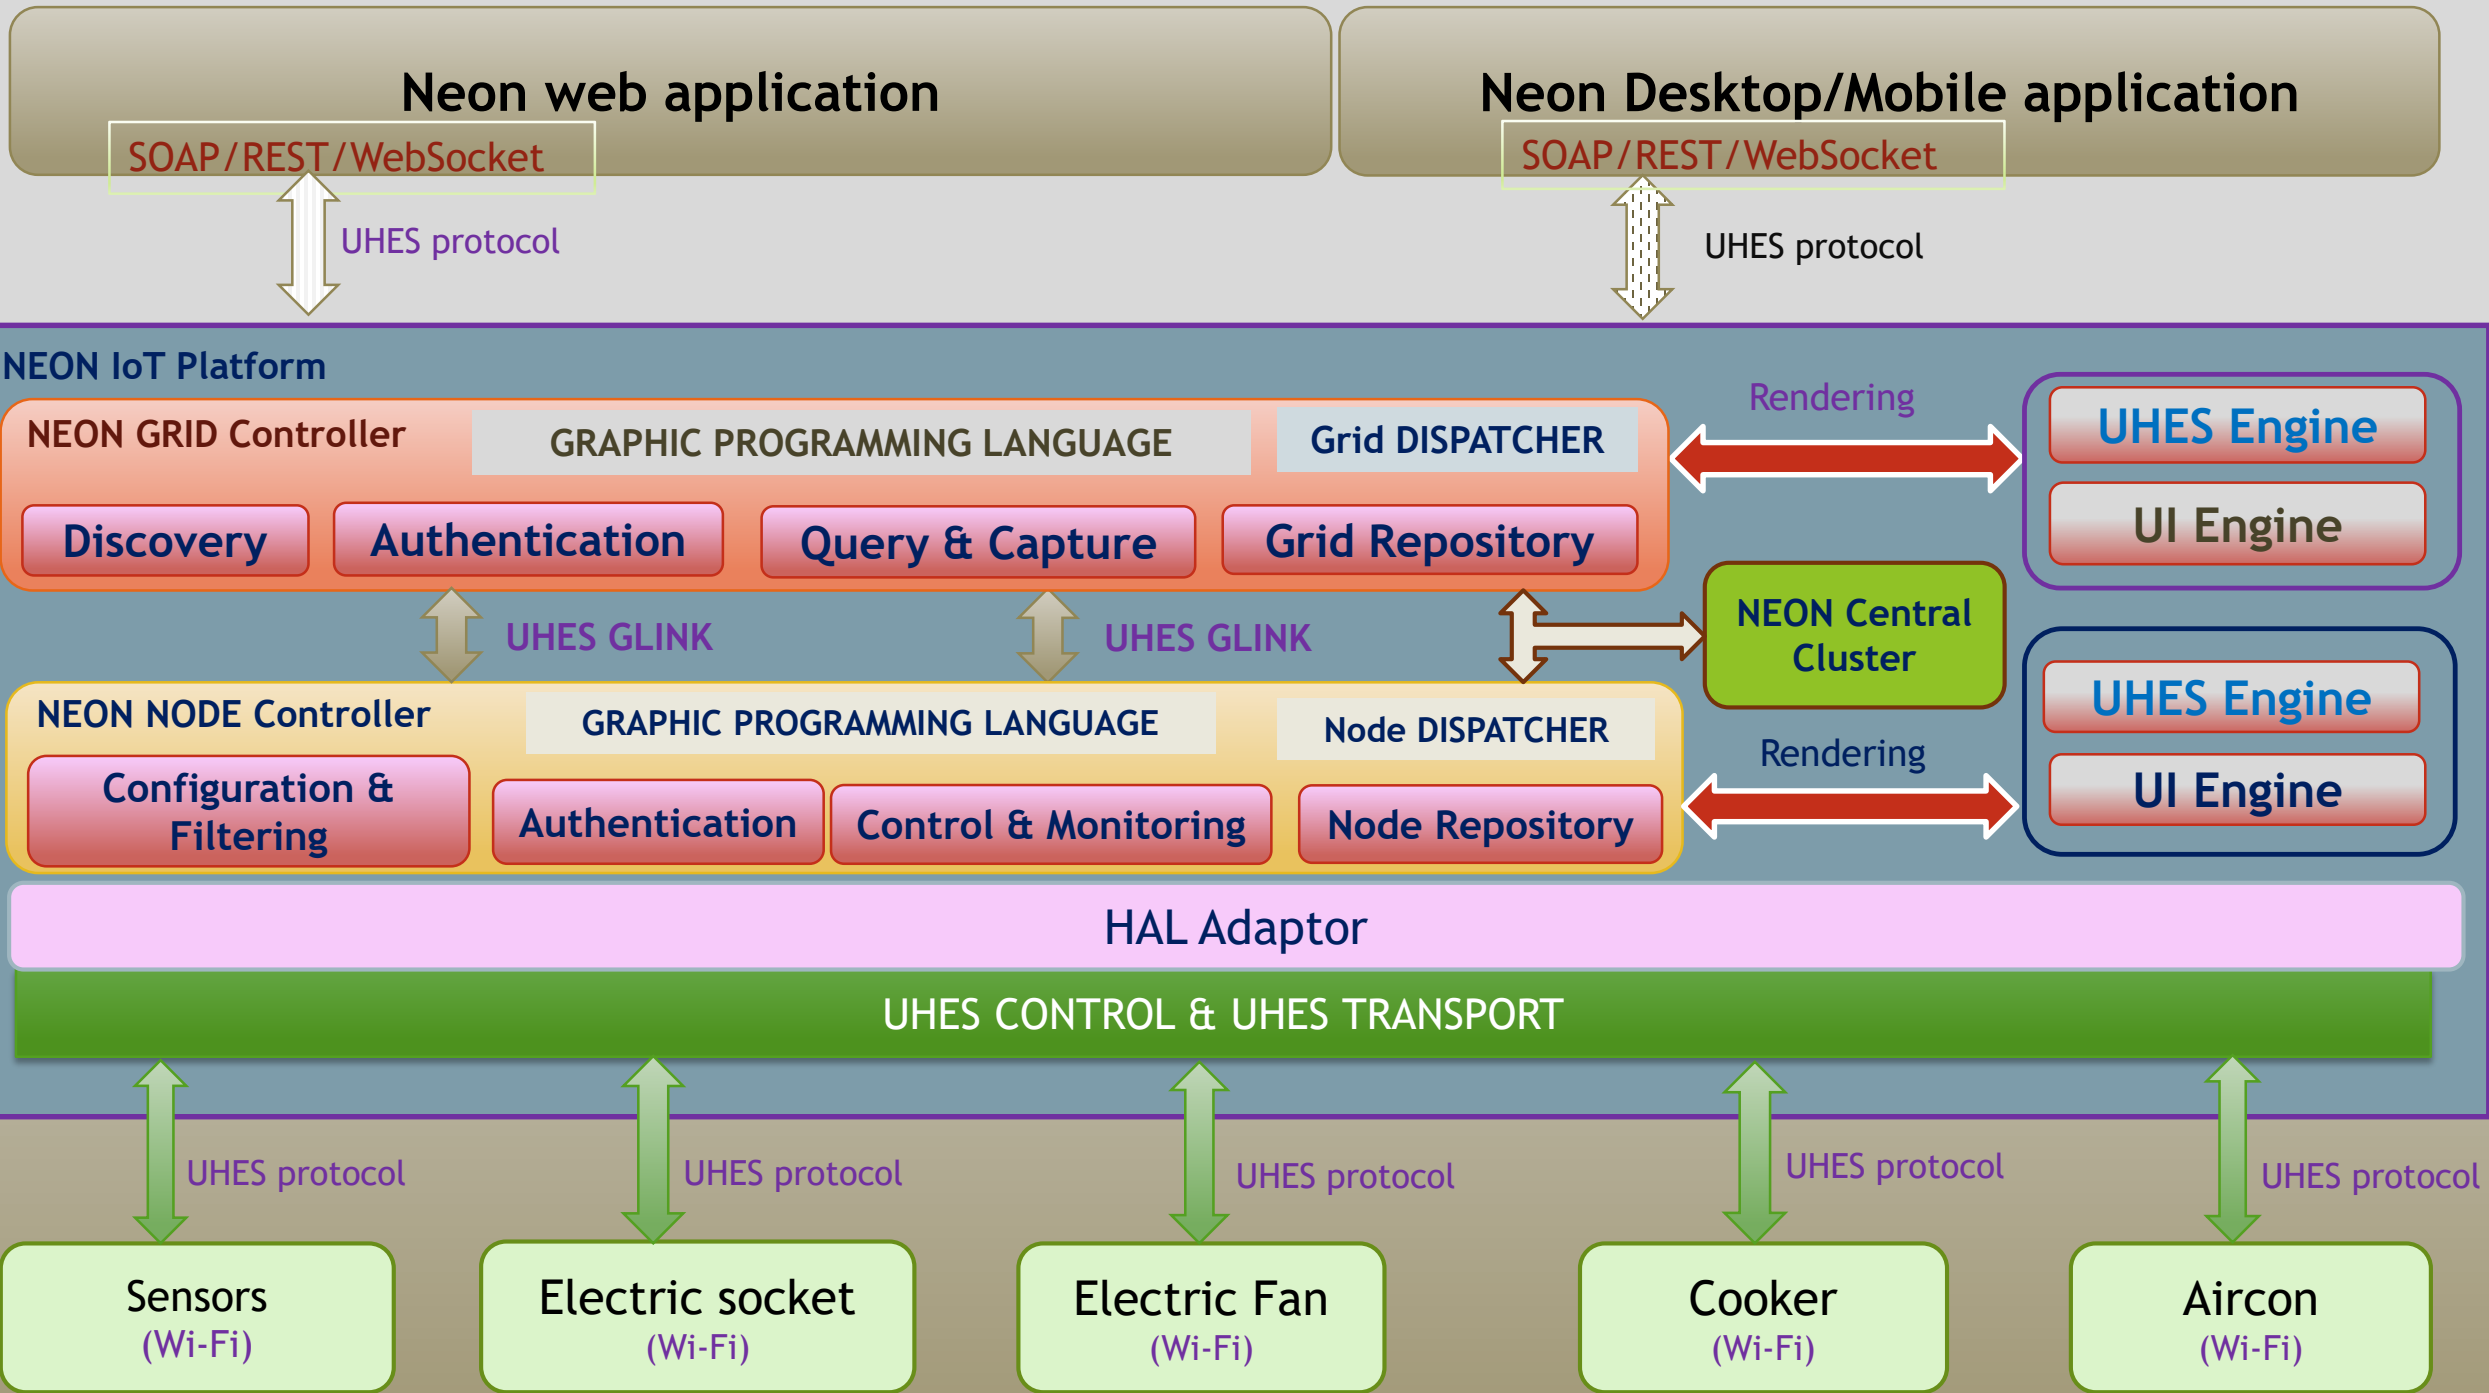 Neon web application
SOAP/REST/WebSocket
Neon Desktop/Mobile application
SOAP/REST/WebSocket
UHES protocol
UHES protocol
NEON IoT Platform
NEON GRID Controller
GRAPHIC PROGRAMMING LANGUAGE
Grid DISPATCHER
Rendering
UHES Engine
UI Engine
Discovery
Authentication
Query & Capture
Grid Repository
UHES GLINK
UHES GLINK
NEON Central
Cluster
NEON NODE Controller
GRAPHIC PROGRAMMING LANGUAGE
Node DISPATCHER
Rendering
UHES Engine
UI Engine
Configuration &
Filtering
Authentication
Control & Monitoring
Node Repository
HAL Adaptor
UHES CONTROL & UHES TRANSPORT
UHES protocol
UHES protocol
UHES protocol
UHES protocol
UHES protocol
Sensors
(Wi-Fi)
Electric socket
(Wi-Fi)
Electric Fan
(Wi-Fi)
Cooker
(Wi-Fi)
Aircon
(Wi-Fi)